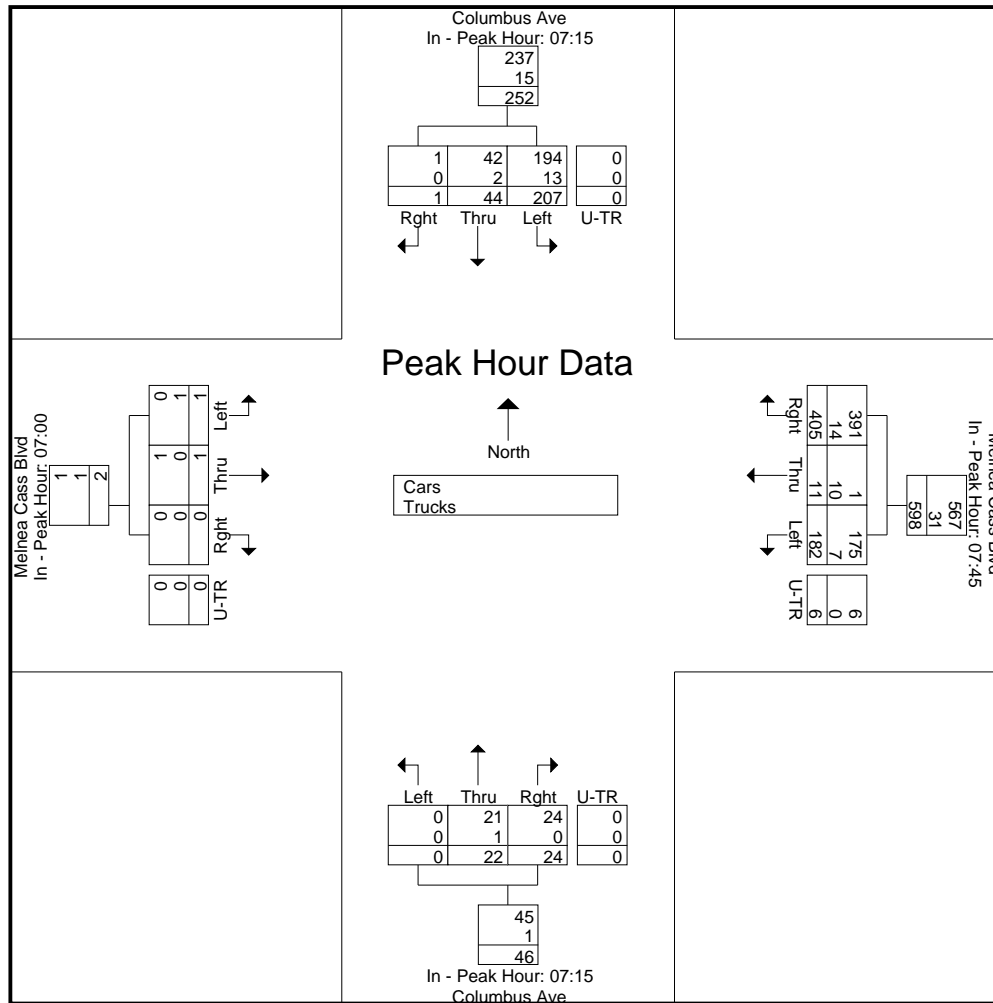 Columbus Ave
In - Peak Hour: 07:15
237
15
252
1 42 194 0
0 2 13 0
1 44 207 0
Rght Thru Left U-TR
Peak Hour Data
North
Cars
Trucks
Melnea Cass Blvd
In - Peak Hour: 07:00
1
1
2
0 1 0 0
1 0 0 0
1 1 0 0
Left Thru Rght U-TR
Melnea Cass Blvd
In - Peak Hour: 07:45
567
31
598
391 1 175 6
14 10 7 0
405 11 182 6
Rght Thru Left U-TR
Left Thru Rght U-TR
0 21 24 0
0 1 0 0
0 22 24 0
45
1
46
In - Peak Hour: 07:15
Columbus Ave